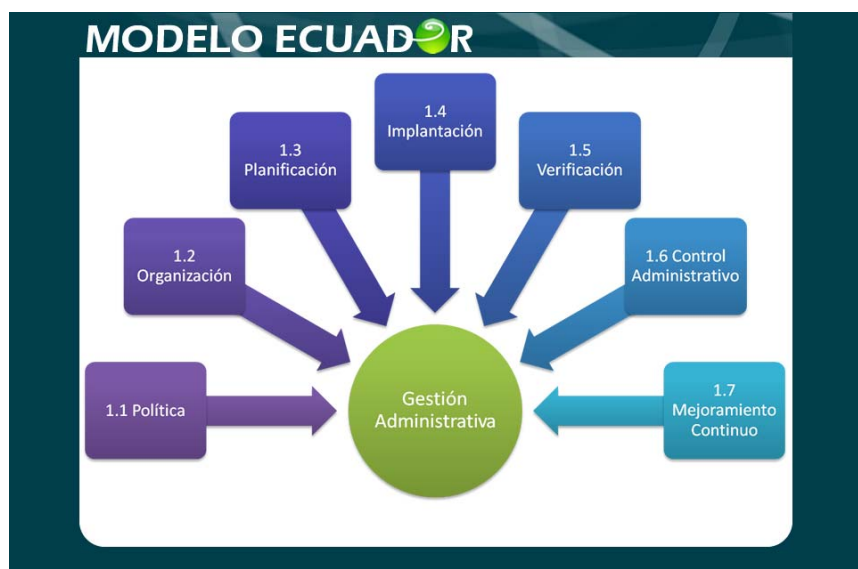 MODELO ECUADOR
1.4
Implantación
1.3
Planificación
1.5
Verificación
1.2
Organización
1.6 Control
Administrativo
1.1 Política
Gestión
Administrativa
1.7
Mejoramiento
Continuo